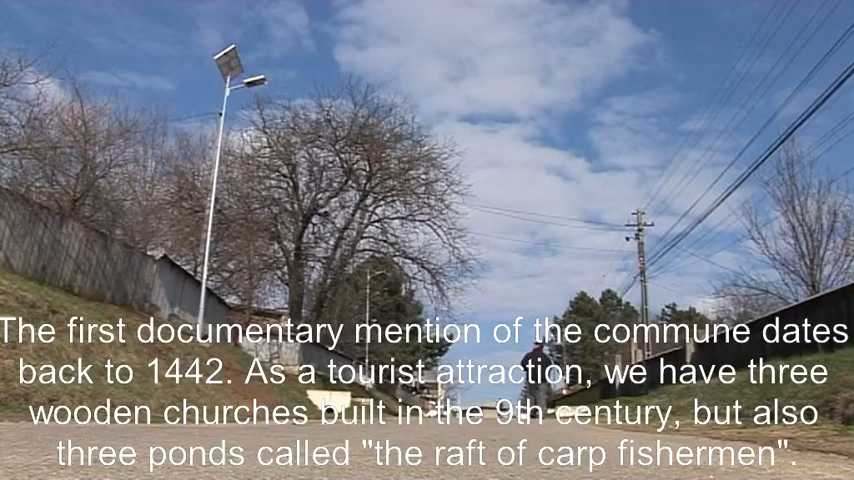 The first documentary mention of the commune dates
back to 1442. As a tourist attraction, we have three
wooden churches built in the 9th century, but also
three ponds called "the raft of carp fishermen".